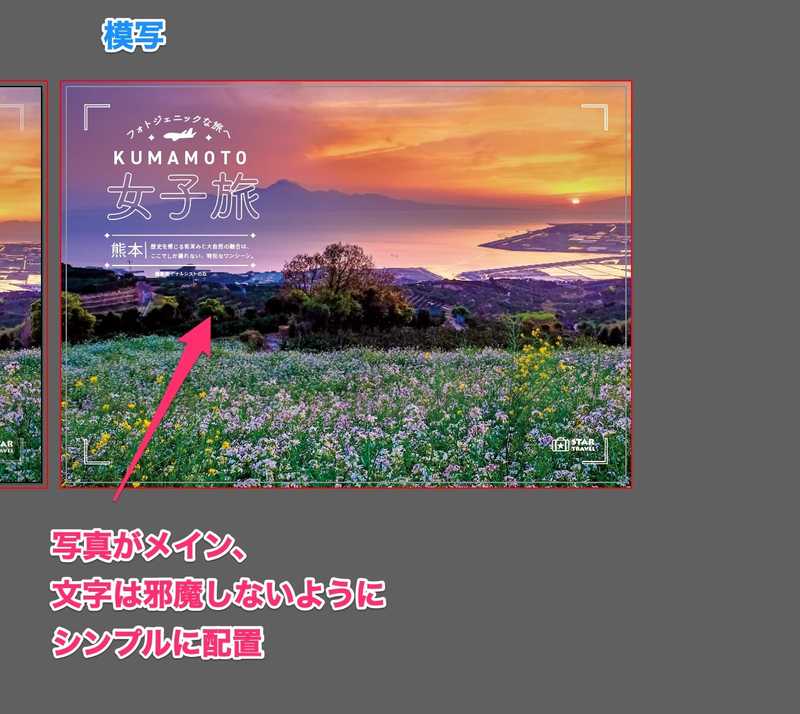 模写
フォトジェニックな旅へ
KUMAMOTO
女子旅
熊本
歴史を感じる街並みと大自然の融合は、
ここでしか撮れない、特別なワンシーン。
STAR
TRAVEL
AR
AVEL
写真がメイン、
文字は邪魔しないように
シンプルに配置